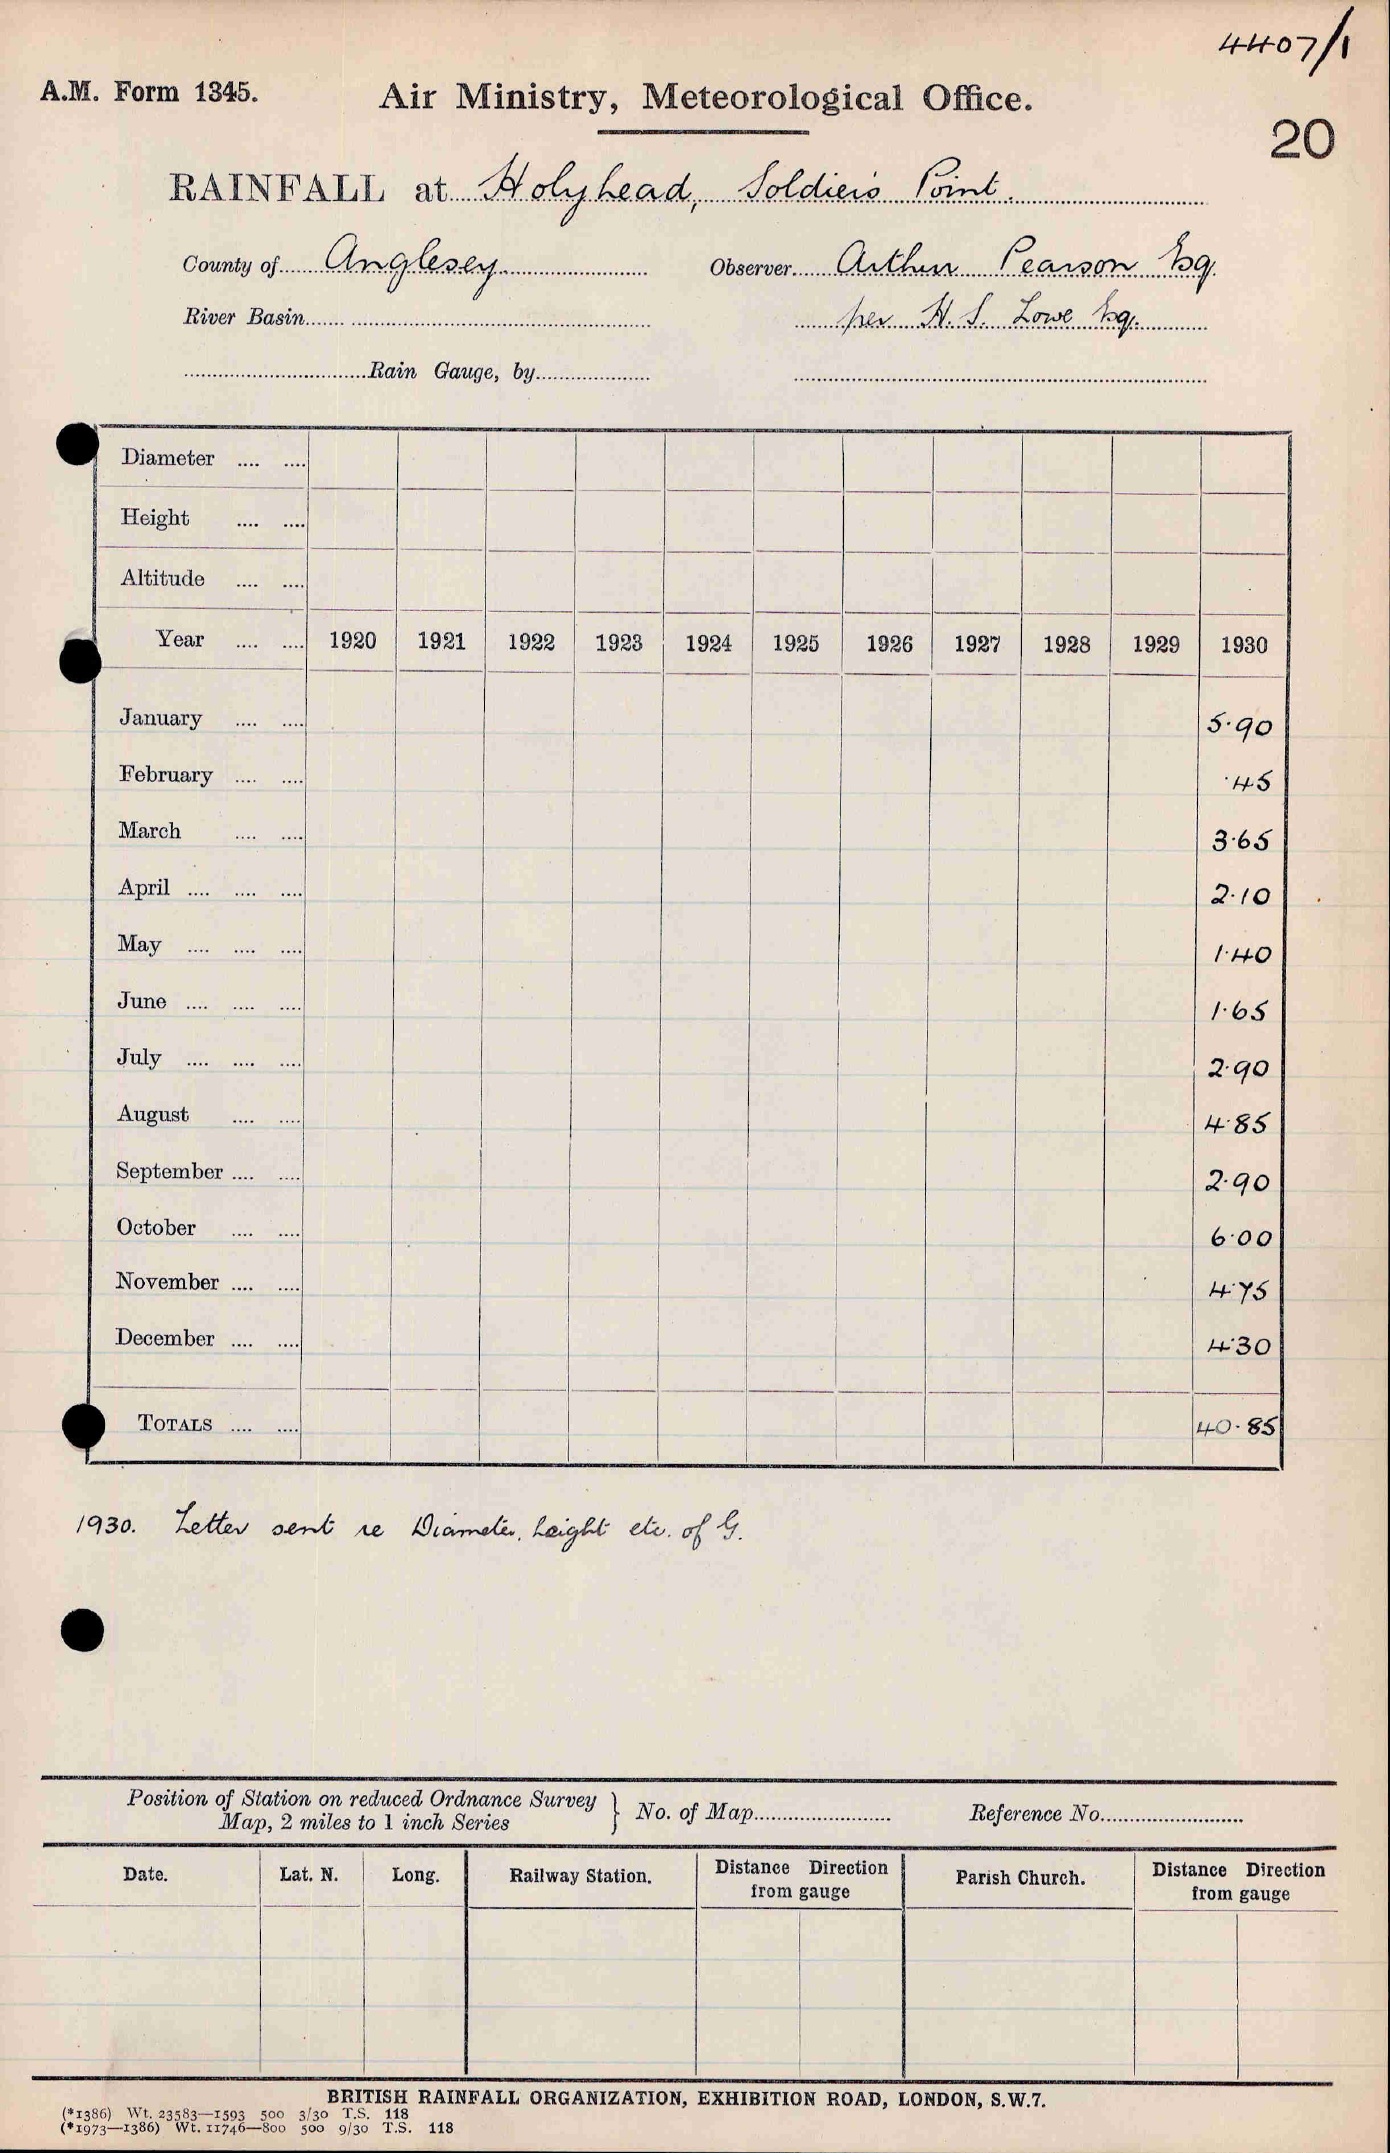 4407/1
A.M. Form 1345. Air Ministry, Meteorological Office.
20
RAINFALL at Holyhead, Soldier's Point.
County of Anglesey Observer Arthur Pearson Esq
River Basin per H. S. Lowe Esq.
Rain Gauge, by
Diameter .... ....
Height .... ....
Altitude .... ....
Year .... .... 1920 1921 1922 1923 1924 1925 1926 1927 1928 1929 1930
January .... .... 5.90
February .... .... .45
March .... .... 3.65
April .... .... .... 2.10
May .... .... .... 1.40
June .... .... .... 1.65
July .... .... .... 2.90
August .... .... 4.85
September .... .... 2.90
October .... .... 6.00
November .... .... 4.75
December .... .... 4.30
TOTALS .... .... 40.85
1930. Letter sent re Diameter, height etc. of G.
Position of Station on reduced Ordnance Survey
Map, 2 miles to 1 inch Series } No. of Map Reference No.
Date. Lat. N. Long. Railway Station. Distance Direction from gauge Parish Church. Distance Direction from gauge
BRITISH RAINFALL ORGANIZATION, EXHIBITION ROAD, LONDON, S.W.7.
(*1386) Wt. 23583—1593 500 3/30 T.S. 118
(*1973—1386) Wt. 11746—800 500 9/30 T.S. 118